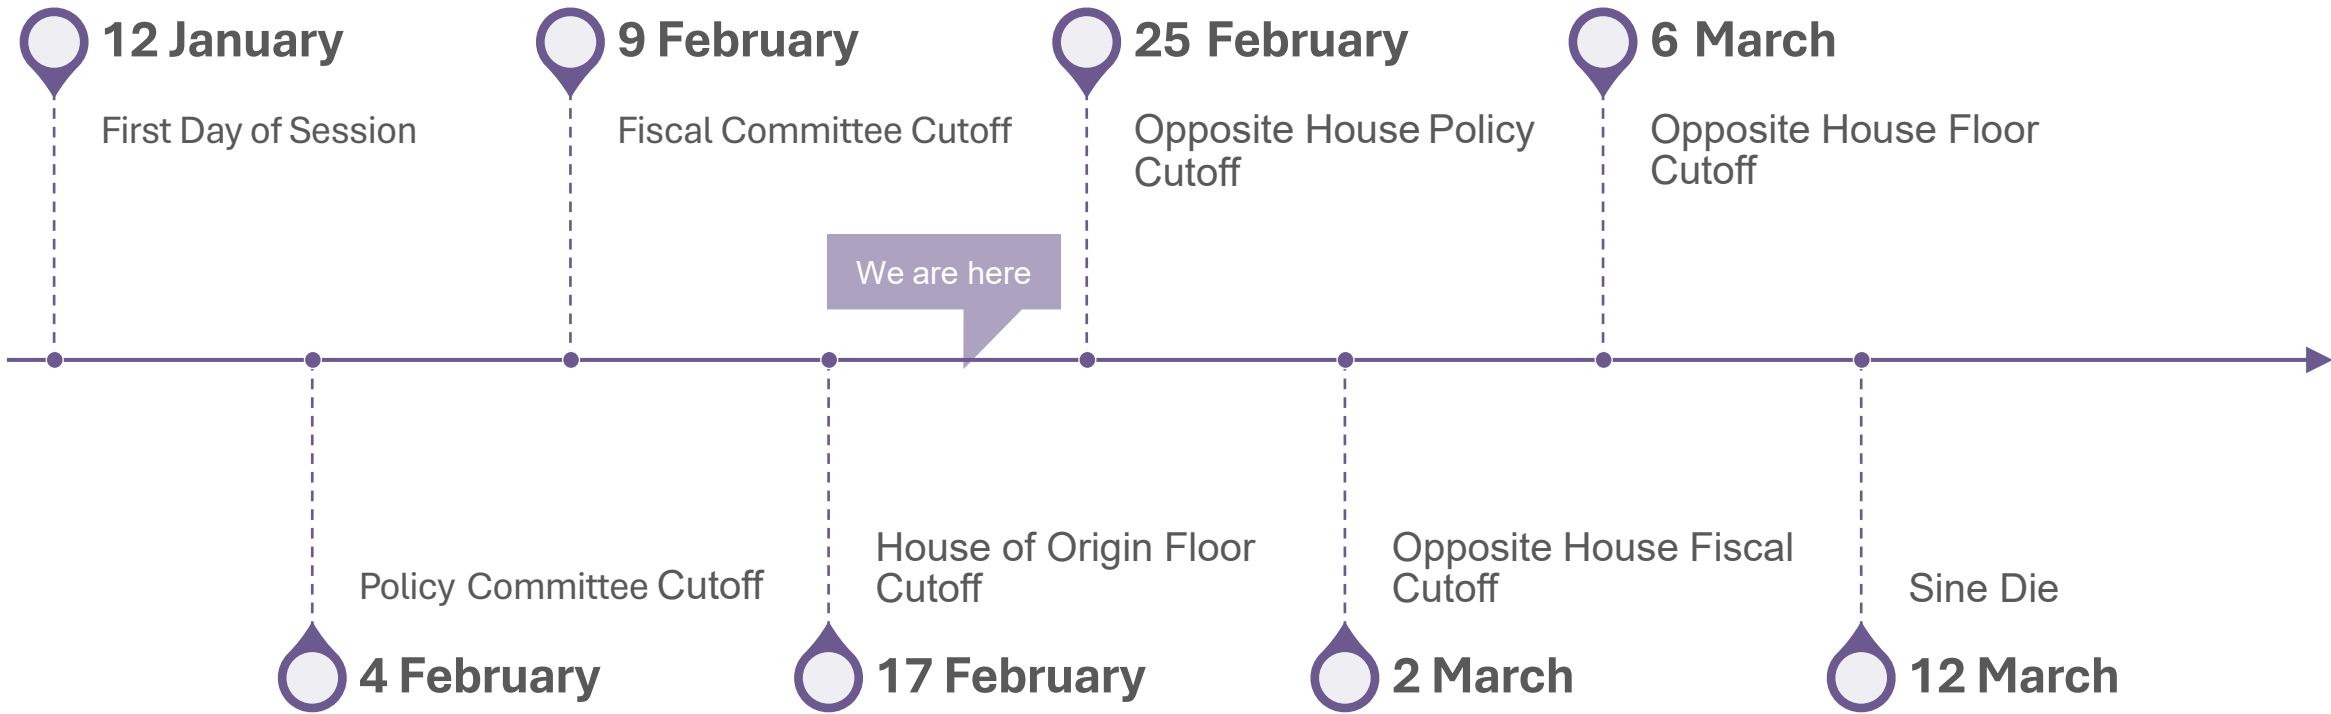 12 January
First Day of Session
9 February
Fiscal Committee Cutoff
25 February
Opposite House Policy
Cutoff
6 March
Opposite House Floor
Cutoff
We are here
Policy Committee Cutoff
4 February
House of Origin Floor
Cutoff
17 February
Opposite House Fiscal
Cutoff
2 March
Sine Die
12 March